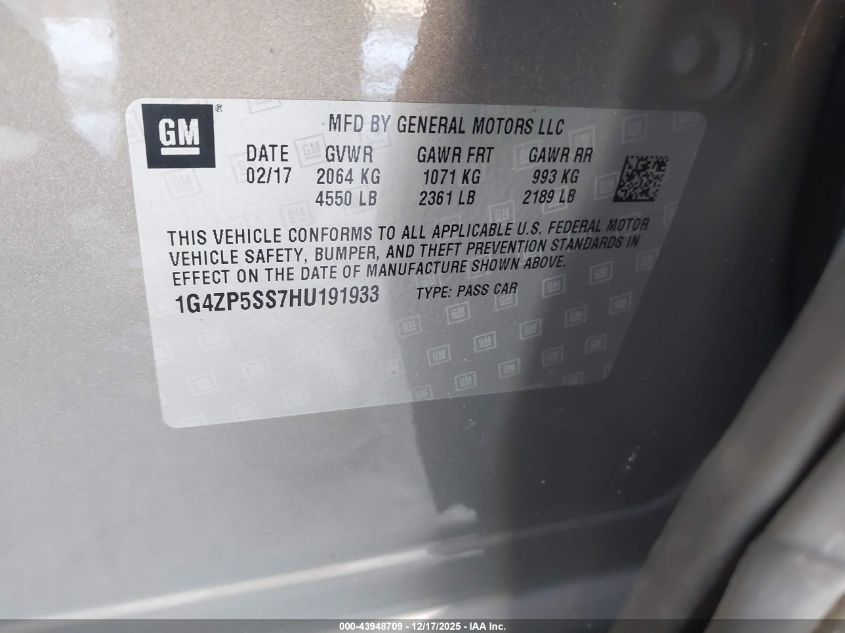 GM ®
MFD BY GENERAL MOTORS LLC
DATE GVWR GAWR FRT GAWR RR
02/17 2064 KG 1071 KG 993 KG
4550 LB 2361 LB 2189 LB
THIS VEHICLE CONFORMS TO ALL APPLICABLE U.S. FEDERAL MOTOR
VEHICLE SAFETY, BUMPER, AND THEFT PREVENTION STANDARDS IN
EFFECT ON THE DATE OF MANUFACTURE SHOWN ABOVE.
1G4ZP5SS7HU191933 TYPE: PASS CAR
000-43948709 - 12/17/2025 - IAA Inc.